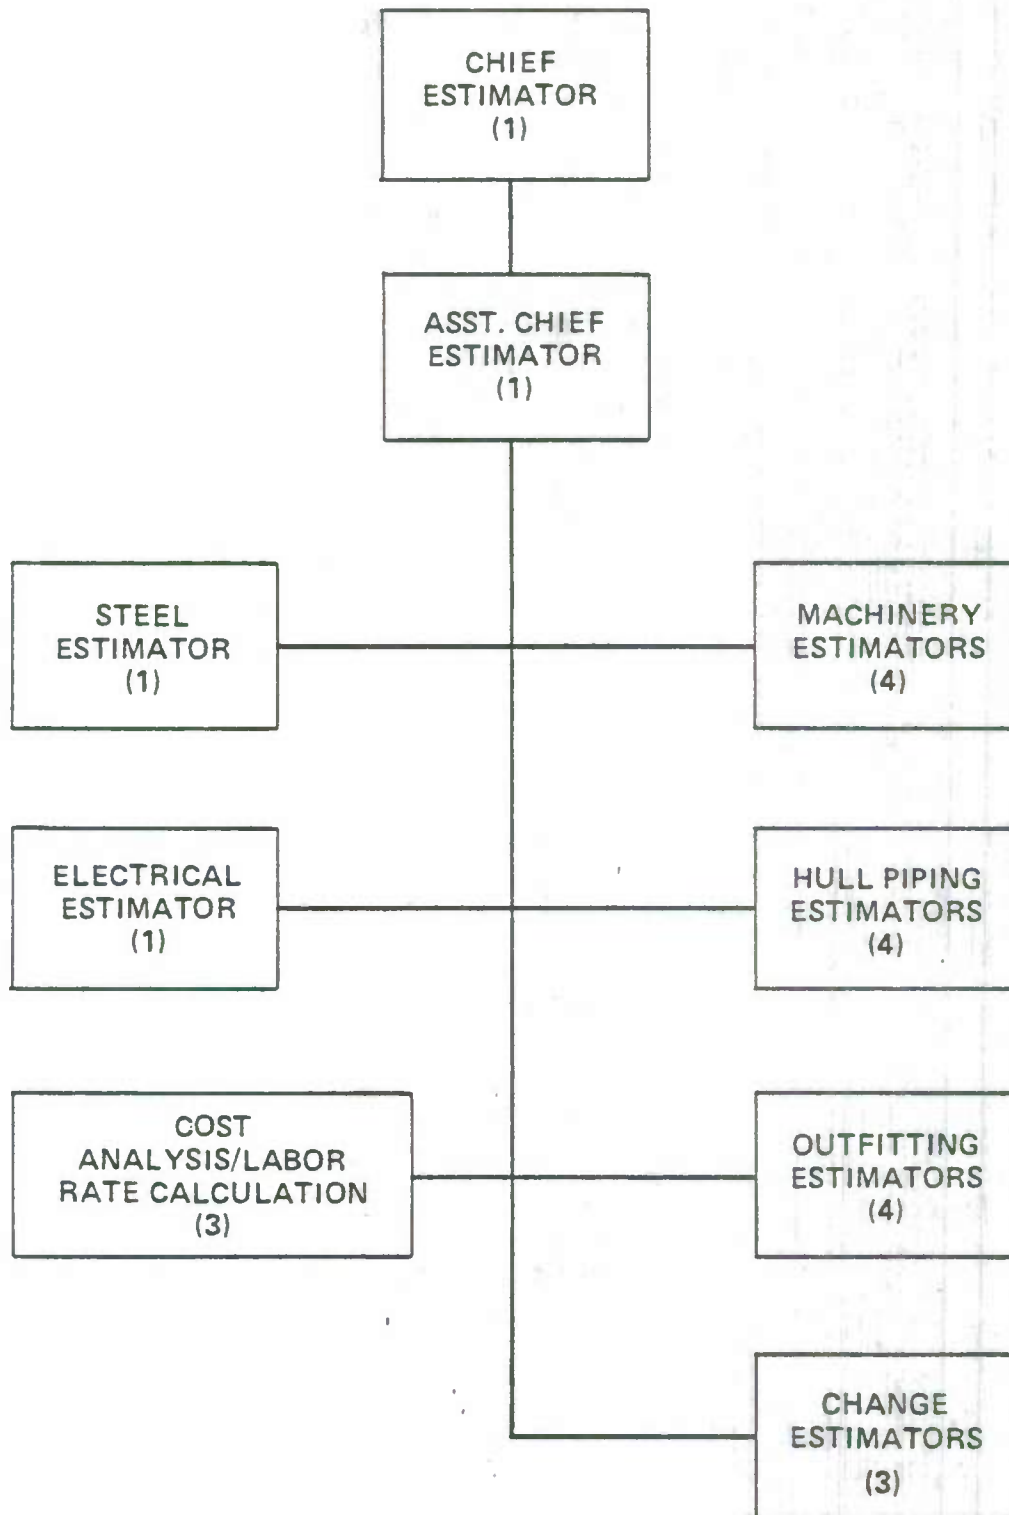 CHIEF
ESTIMATOR
(1)
ASST. CHIEF
ESTIMATOR
(1)
STEEL
ESTIMATOR
(1)
MACHINERY
ESTIMATORS
(4)
ELECTRICAL
ESTIMATOR
(1)
HULL PIPING
ESTIMATORS
(4)
COST
ANALYSIS/LABOR
RATE CALCULATION
(3)
OUTFITTING
ESTIMATORS
(4)
CHANGE
ESTIMATORS
(3)